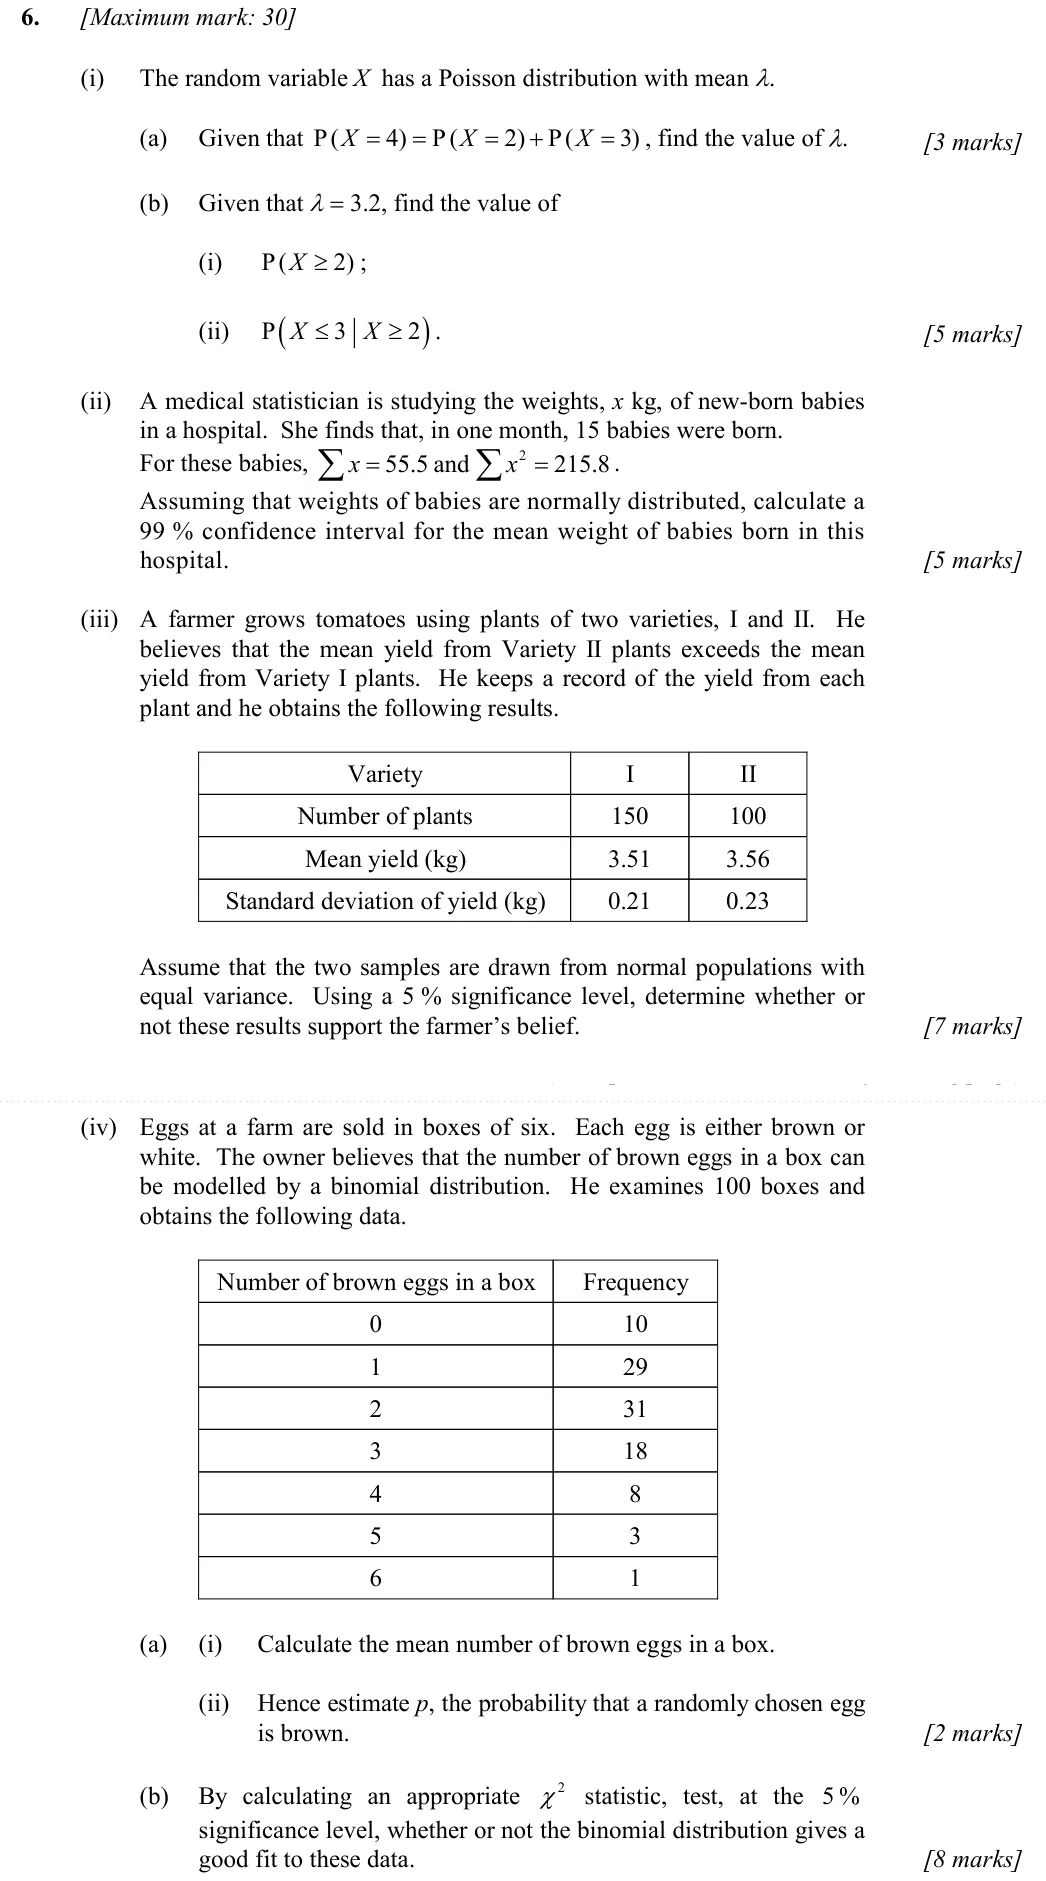 6. [Maximum mark: 30]
(i) The random variable X has a Poisson distribution with mean λ.
(a) Given that P(X = 4) = P(X = 2) + P(X = 3), find the value of λ. [3 marks]
(b) Given that λ = 3.2, find the value of
(i) P(X ≥ 2);
(ii) P(X ≤ 3 | X ≥ 2). [5 marks]
(ii) A medical statistician is studying the weights, x kg, of new-born babies
in a hospital. She finds that, in one month, 15 babies were born.
For these babies, ∑x = 55.5 and ∑x² = 215.8.
Assuming that weights of babies are normally distributed, calculate a
99 % confidence interval for the mean weight of babies born in this
hospital. [5 marks]
(iii) A farmer grows tomatoes using plants of two varieties, I and II. He
believes that the mean yield from Variety II plants exceeds the mean
yield from Variety I plants. He keeps a record of the yield from each
plant and he obtains the following results.
Variety I II
Number of plants 150 100
Mean yield (kg) 3.51 3.56
Standard deviation of yield (kg) 0.21 0.23
Assume that the two samples are drawn from normal populations with
equal variance. Using a 5 % significance level, determine whether or
not these results support the farmer's belief. [7 marks]
(iv) Eggs at a farm are sold in boxes of six. Each egg is either brown or
white. The owner believes that the number of brown eggs in a box can
be modelled by a binomial distribution. He examines 100 boxes and
obtains the following data.
Number of brown eggs in a box Frequency
0 10
1 29
2 31
3 18
4 8
5 3
6 1
(a) (i) Calculate the mean number of brown eggs in a box.
(ii) Hence estimate p, the probability that a randomly chosen egg
is brown. [2 marks]
(b) By calculating an appropriate χ² statistic, test, at the 5 %
significance level, whether or not the binomial distribution gives a
good fit to these data. [8 marks]